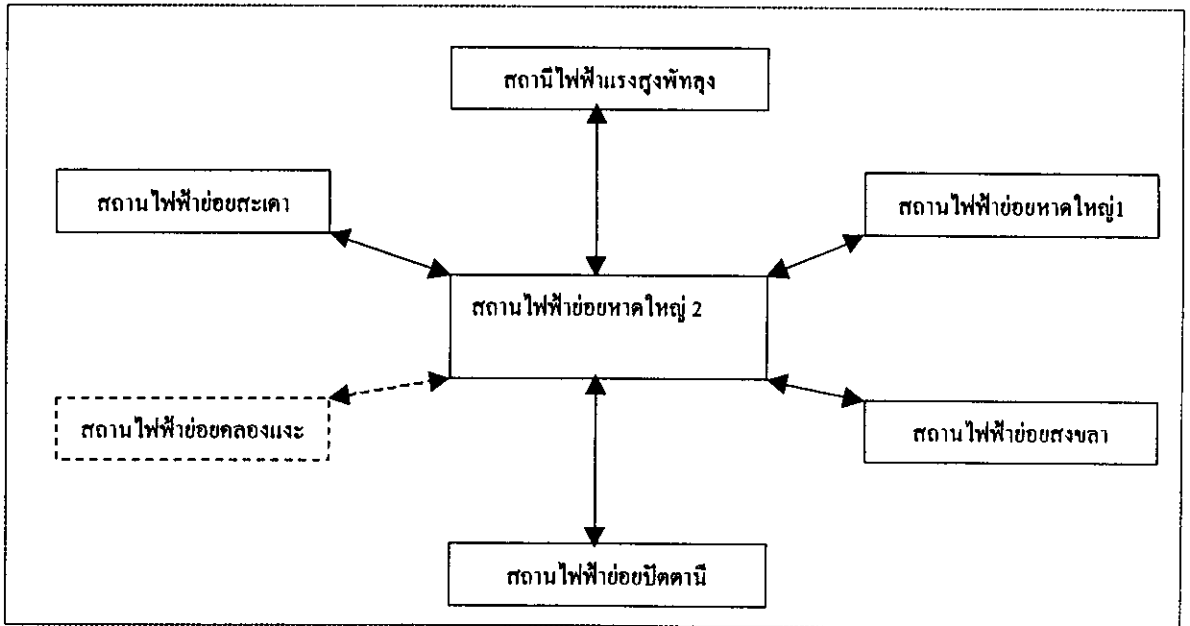 สถานีไฟฟ้าแรงสูงพัทลุง
สถานไฟฟ้าย่อยสะเดา
สถานไฟฟ้าย่อยหาดใหญ่1
สถานไฟฟ้าย่อยหาดใหญ่ 2
สถานไฟฟ้าย่อยคลองแงะ
สถานไฟฟ้าย่อยสงขลา
สถานไฟฟ้าย่อยปัตตานี